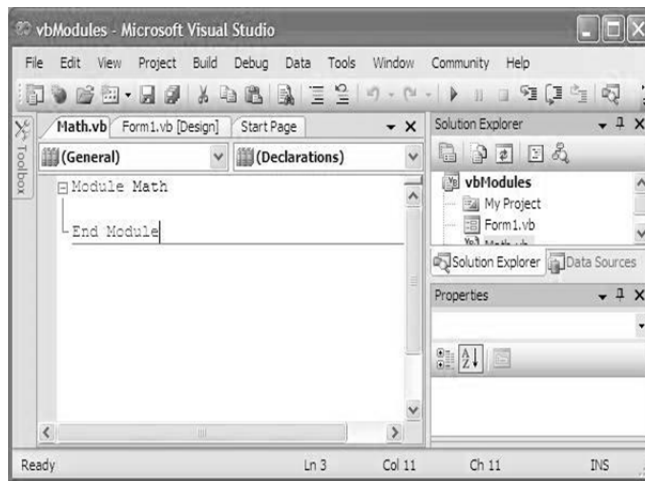 vbModules - Microsoft Visual Studio
File Edit View Project Build Debug Data Tools Window Community Help
Toolbox
Math.vb Form1.vb [Design] Start Page
(General) (Declarations)
Module Math
End Module
Solution Explorer
vbModules
My Project
Form1.vb
Math.vb
Solution Explorer Data Sources
Properties
Ready Ln 3 Col 11 Ch 11 INS